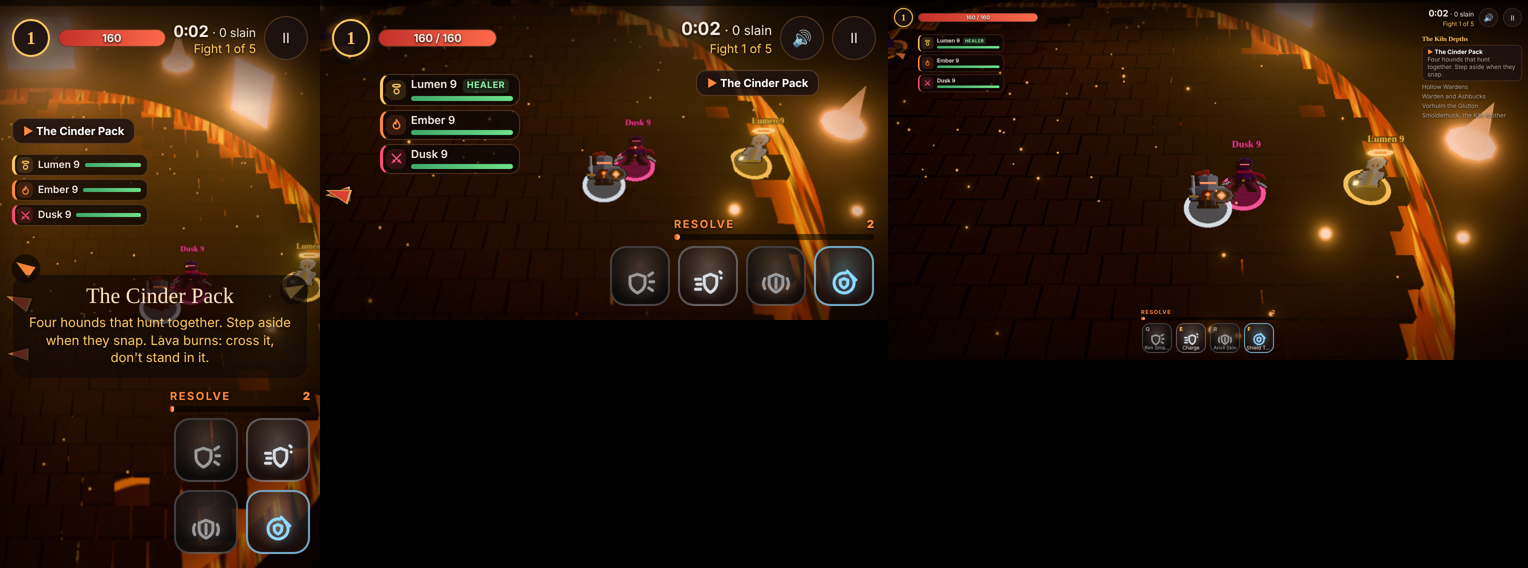 1
160
0:02 · 0 slain
Fight 1 of 5
The Cinder Pack
Lumen 9
Ember 9
Dusk 9
Dusk 9
The Cinder Pack
Four hounds that hunt together. Step aside
when they snap. Lava burns: cross it,
don't stand in it.
RESOLVE 2
1
160 / 160
0:02 · 0 slain
Fight 1 of 5
The Cinder Pack
Lumen 9 HEALER
Ember 9
Dusk 9
Dusk 9
Lumen 9
RESOLVE 2
1
160 / 160
0:02 · 0 slain
Fight 1 of 5
Lumen 9 HEALER
Ember 9
Dusk 9
The Kiln Depths
The Cinder Pack
Four hounds that hunt
together. Step aside when they
snap.
Hollow Wardens
Warden and Ashbucks
Vorhulm the Glutton
Smolderhusk, the
Dusk 9
Lumen 9
RESOLVE
E
R
F
Charge
Anvil Skin
Shield T...